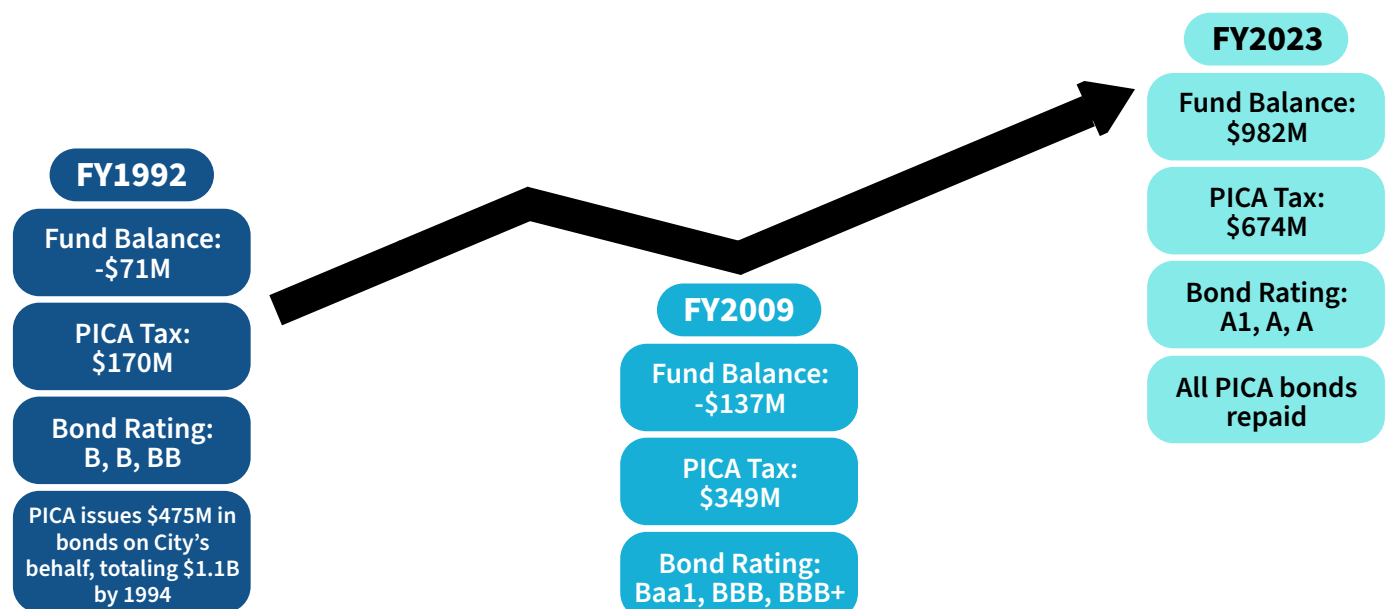 FY1992
Fund Balance:
-$71M
PICA Tax:
$170M
Bond Rating:
B, B, BB
PICA issues $475M in
bonds on City’s
behalf, totaling $1.1B
by 1994
FY2009
Fund Balance:
-$137M
PICA Tax:
$349M
Bond Rating:
Baa1, BBB, BBB+
FY2023
Fund Balance:
$982M
PICA Tax:
$674M
Bond Rating:
A1, A, A
All PICA bonds
repaid